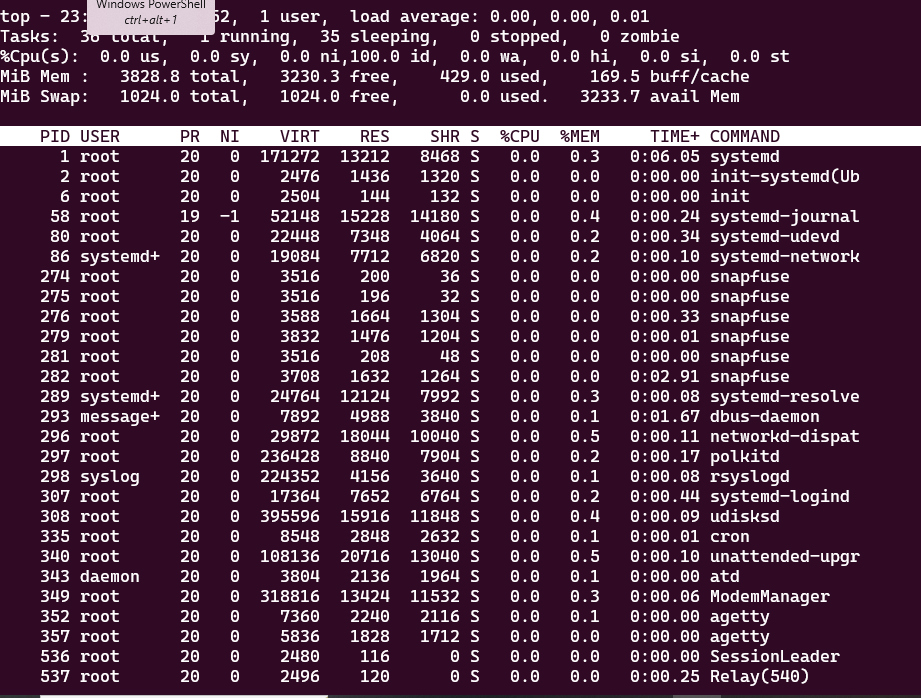 Windows PowerShell
ctrl+alt+1
top - 23: 52, 1 user, load average: 0.00, 0.00, 0.01
Tasks: 36 total, 1 running, 35 sleeping, 0 stopped, 0 zombie
%Cpu(s): 0.0 us, 0.0 sy, 0.0 ni,100.0 id, 0.0 wa, 0.0 hi, 0.0 si, 0.0 st
MiB Mem : 3828.8 total, 3230.3 free, 429.0 used, 169.5 buff/cache
MiB Swap: 1024.0 total, 1024.0 free, 0.0 used. 3233.7 avail Mem
PID USER PR NI VIRT RES SHR S %CPU %MEM TIME+ COMMAND
1 root 20 0 171272 13212 8468 S 0.0 0.3 0:06.05 systemd
2 root 20 0 2476 1436 1320 S 0.0 0.0 0:00.00 init-systemd(Ub
6 root 20 0 2504 144 132 S 0.0 0.0 0:00.00 init
58 root 19 -1 52148 15228 14180 S 0.0 0.4 0:00.24 systemd-journal
80 root 20 0 22448 7348 4064 S 0.0 0.2 0:00.34 systemd-udevd
86 systemd+ 20 0 19084 7712 6820 S 0.0 0.2 0:00.10 systemd-network
274 root 20 0 3516 200 36 S 0.0 0.0 0:00.00 snapfuse
275 root 20 0 3516 196 32 S 0.0 0.0 0:00.00 snapfuse
276 root 20 0 3588 1664 1304 S 0.0 0.0 0:00.33 snapfuse
279 root 20 0 3832 1476 1204 S 0.0 0.0 0:00.01 snapfuse
281 root 20 0 3516 208 48 S 0.0 0.0 0:00.00 snapfuse
282 root 20 0 3708 1632 1264 S 0.0 0.0 0:02.91 snapfuse
289 systemd+ 20 0 24764 12124 7992 S 0.0 0.3 0:00.08 systemd-resolve
293 message+ 20 0 7892 4988 3840 S 0.0 0.1 0:01.67 dbus-daemon
296 root 20 0 29872 18044 10040 S 0.0 0.5 0:00.11 networkd-dispat
297 root 20 0 236428 8840 7904 S 0.0 0.2 0:00.17 polkitd
298 syslog 20 0 224352 4156 3640 S 0.0 0.1 0:00.08 rsyslogd
307 root 20 0 17364 7652 6764 S 0.0 0.2 0:00.44 systemd-logind
308 root 20 0 395596 15916 11848 S 0.0 0.4 0:00.09 udisksd
335 root 20 0 8548 2848 2632 S 0.0 0.1 0:00.01 cron
340 root 20 0 108136 20716 13040 S 0.0 0.5 0:00.10 unattended-upgr
343 daemon 20 0 3804 2136 1964 S 0.0 0.1 0:00.00 atd
349 root 20 0 318816 13424 11532 S 0.0 0.3 0:00.06 ModemManager
352 root 20 0 7360 2240 2116 S 0.0 0.1 0:00.00 agetty
357 root 20 0 5836 1828 1712 S 0.0 0.0 0:00.00 agetty
536 root 20 0 2480 116 0 S 0.0 0.0 0:00.00 SessionLeader
537 root 20 0 2496 120 0 S 0.0 0.0 0:00.25 Relay(540)